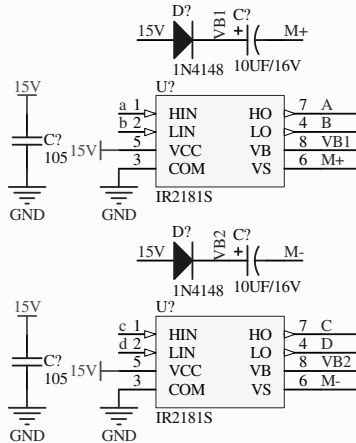 D? VB1 C?
15V + M+
1N4148 10UF/16V
15V U?
a 1 HIN HO 7 A
b 2 LIN LO 4 B
C? 15V 5 VCC VB 8 VB1
105 3 COM VS 6 M+
GND GND IR2181S
D? VB2 C?
15V + M-
1N4148 10UF/16V
15V U?
c 1 HIN HO 7 C
d 2 LIN LO 4 D
C? 15V 5 VCC VB 8 VB2
105 3 COM VS 6 M-
GND GND IR2181S